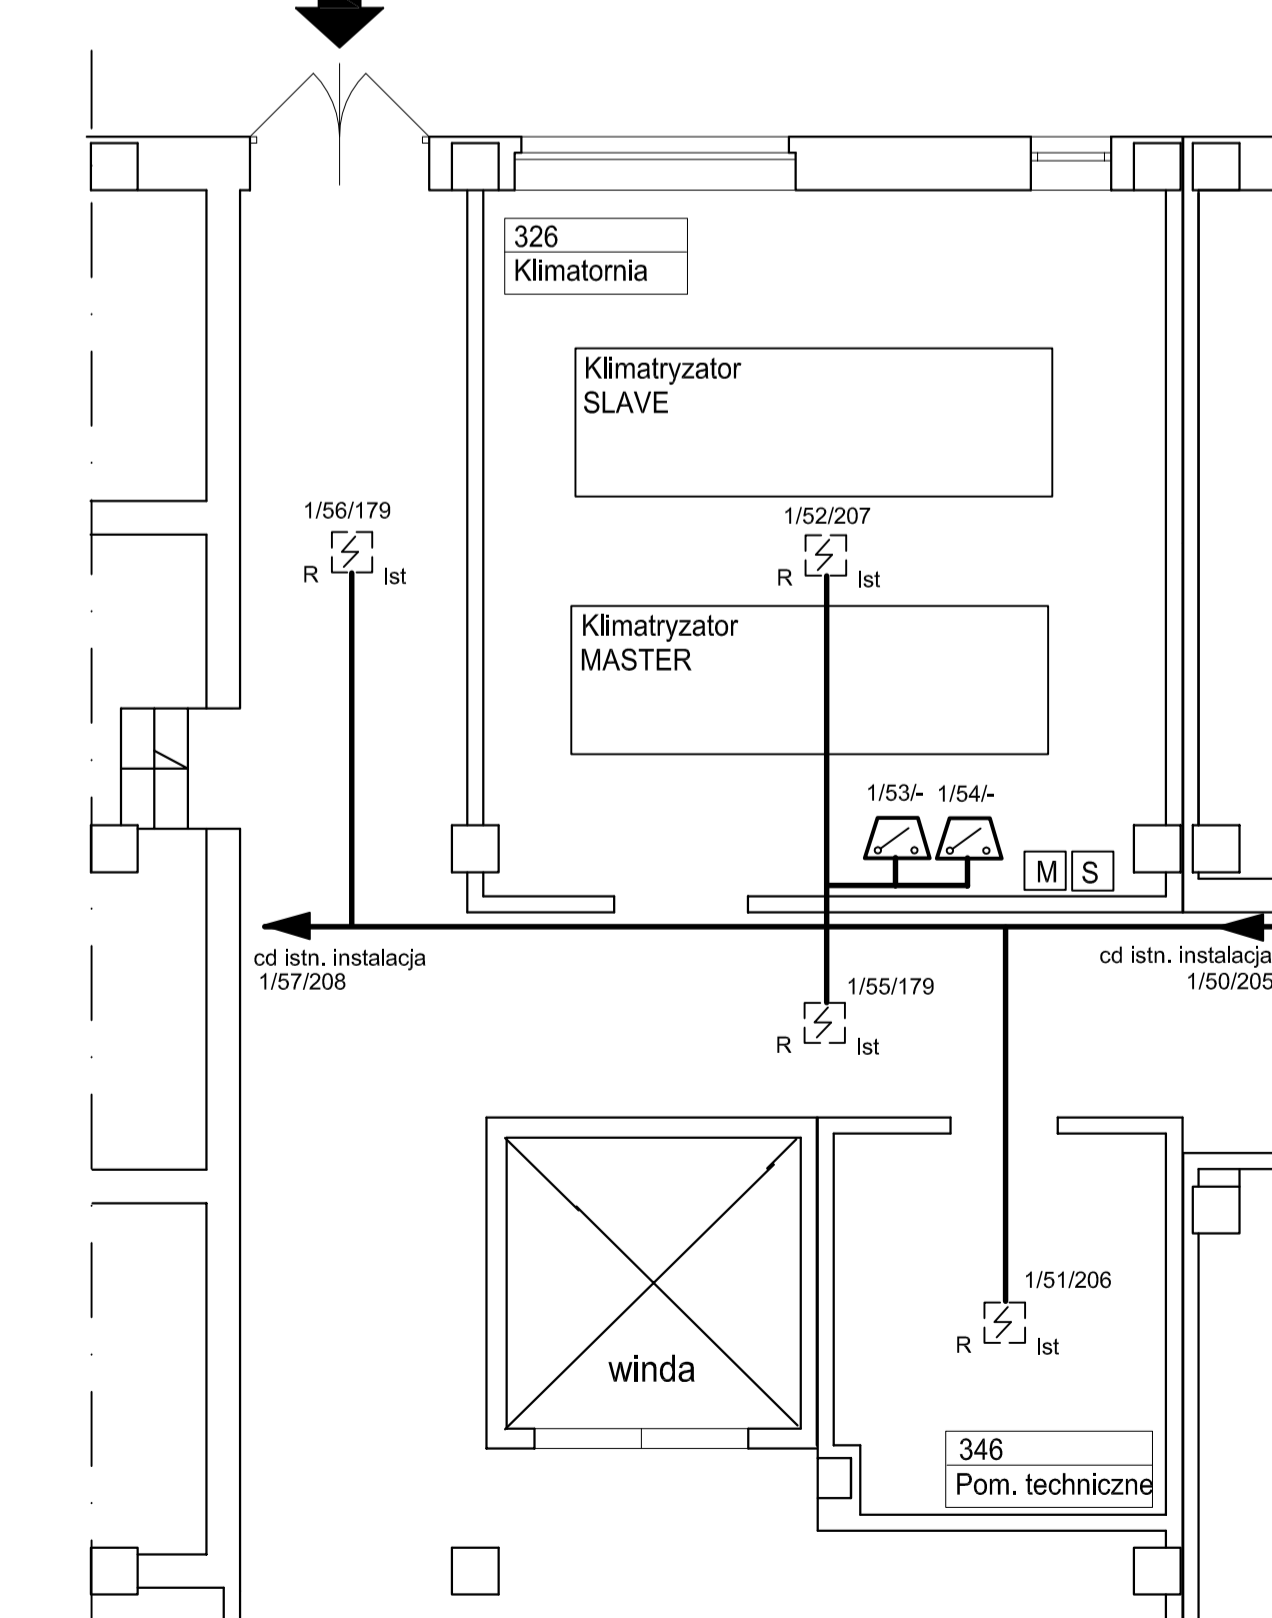 326
Klimatornia
Klimatryzator
SLAVE
1/56/179
R Ist
1/52/207
R Ist
Klimatryzator
MASTER
1/53/- 1/54/-
M S
cd istn. instalacja
1/57/208
cd istn. instalacja
1/50/205
1/55/179
R Ist
1/51/206
R Ist
winda
346
Pom. techniczne